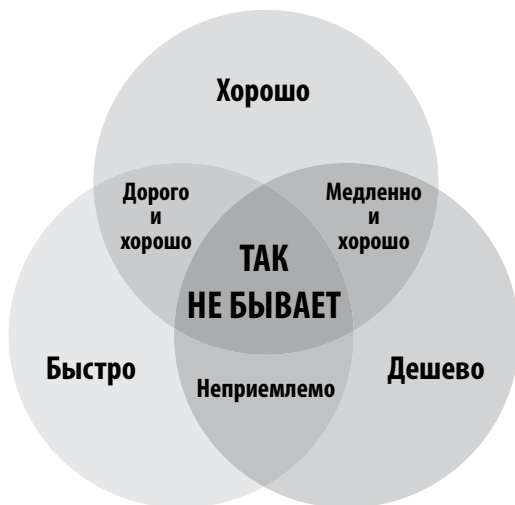 Хорошо
Дорого
и
хорошо
Медленно
и
хорошо
ТАК
НЕ БЫВАЕТ
Быстро
Неприемлемо
Дешево